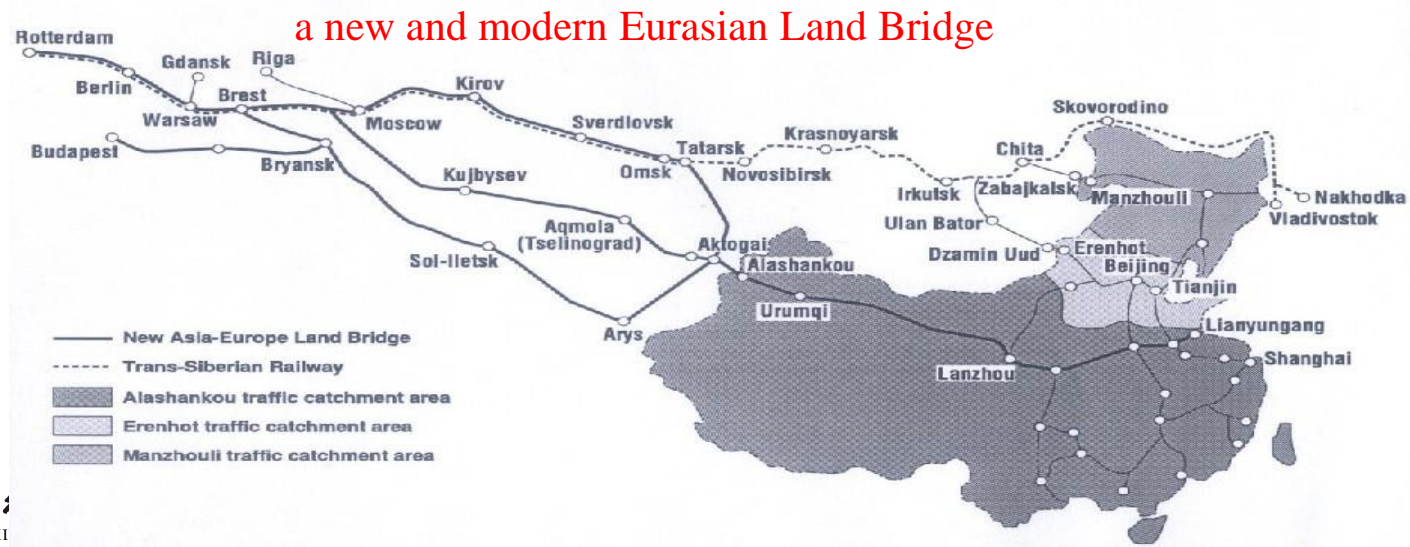 a new and modern Eurasian Land Bridge
Rotterdam
Gdansk
Riga
Berlin
Warsaw
Brest
Moscow
Kirov
Sverdlovsk
Tatarsk
Omsk
Novosibirsk
Krasnoyarsk
Irkutsk
Chita
Skovorodino
Zabajkalsk
Manzhouli
Nakhodka
Vladivostok
Budapest
Bryansk
Kujbysev
Aqmola
(Tselinograd)
Sol-Iletsk
Aktogai
Alashankou
Urumqi
Arys
Ulan Bator
Dzamin Uud
Erenhot
Beijing
Tianjin
Lianyungang
Shanghai
Lanzhou
New Asia-Europe Land Bridge
Trans-Siberian Railway
Alashankou traffic catchment area
Erenhot traffic catchment area
Manzhouli traffic catchment area